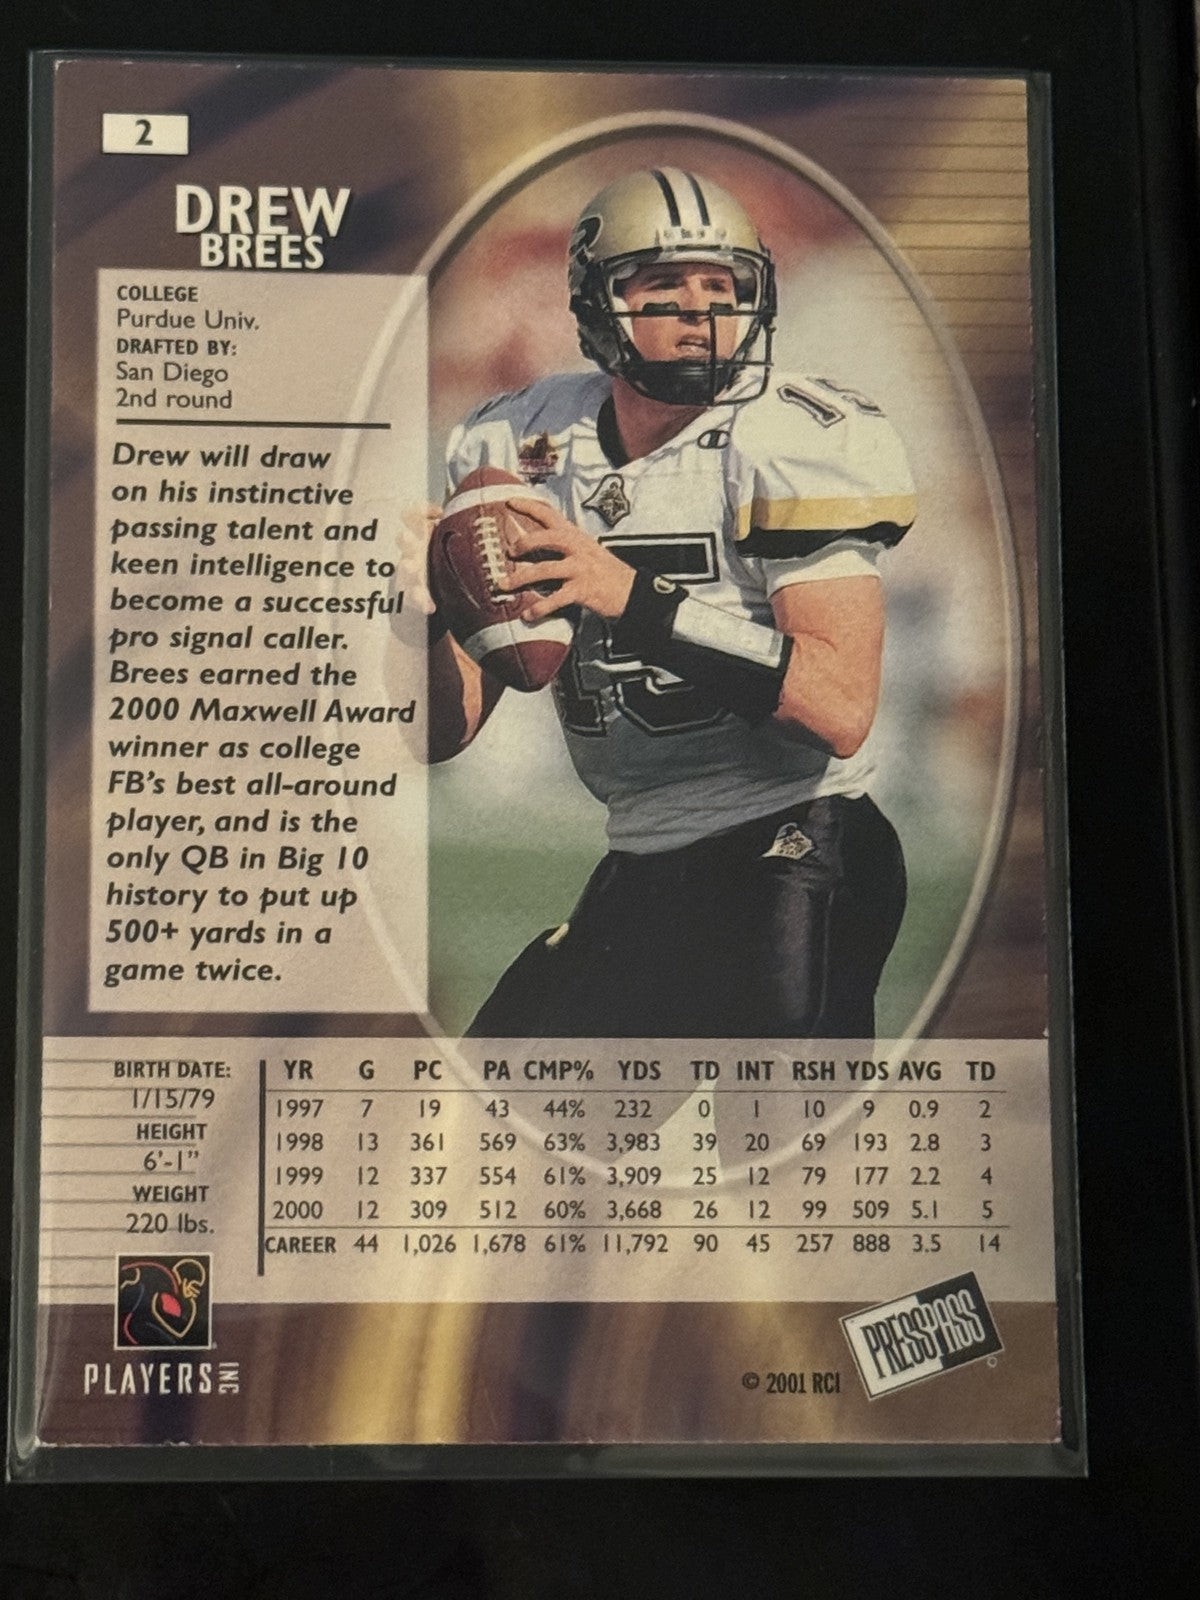 2
DREW
BREES
COLLEGE
Purdue Univ.
DRAFTED BY:
San Diego
2nd round
Drew will draw
on his instinctive
passing talent and
keen intelligence to
become a successful
pro signal caller.
Brees earned the
2000 Maxwell Award
winner as college
FB's best all-around
player, and is the
only QB in Big 10
history to put up
500+ yards in a
game twice.
15
BIRTH DATE:
1/15/79
HEIGHT
6'-1"
WEIGHT
220 lbs.
YR G PC PA CMP% YDS TD INT RSH YDS AVG TD
1997 7 19 43 44% 232 0 1 10 9 0.9 2
1998 13 361 569 63% 3,983 39 20 69 193 2.8 3
1999 12 337 554 61% 3,909 25 12 79 177 2.2 4
2000 12 309 512 60% 3,668 26 12 99 509 5.1 5
CAREER 44 1,026 1,678 61% 11,792 90 45 257 888 3.5 14
PLAYERS INC
© 2001 RCI
PRESS PASS